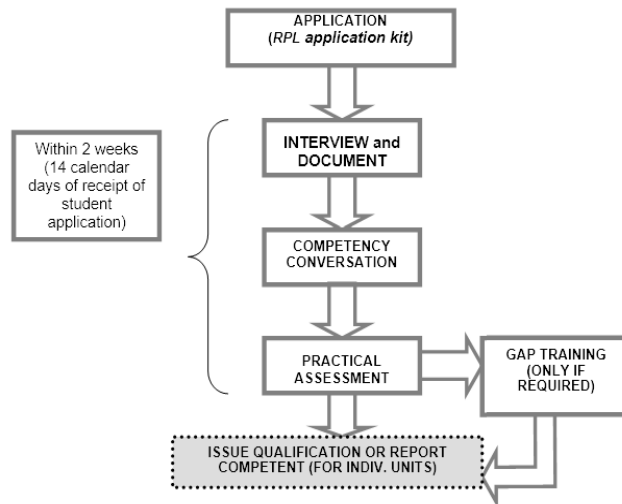 APPLICATION
(RPL application kit)
Within 2 weeks
(14 calendar
days of receipt of
student
application)
INTERVIEW and
DOCUMENT
COMPETENCY
CONVERSATION
PRACTICAL
ASSESSMENT
GAP TRAINING
(ONLY IF
REQUIRED)
ISSUE QUALIFICATION OR REPORT
COMPETENT (FOR INDIV. UNITS)